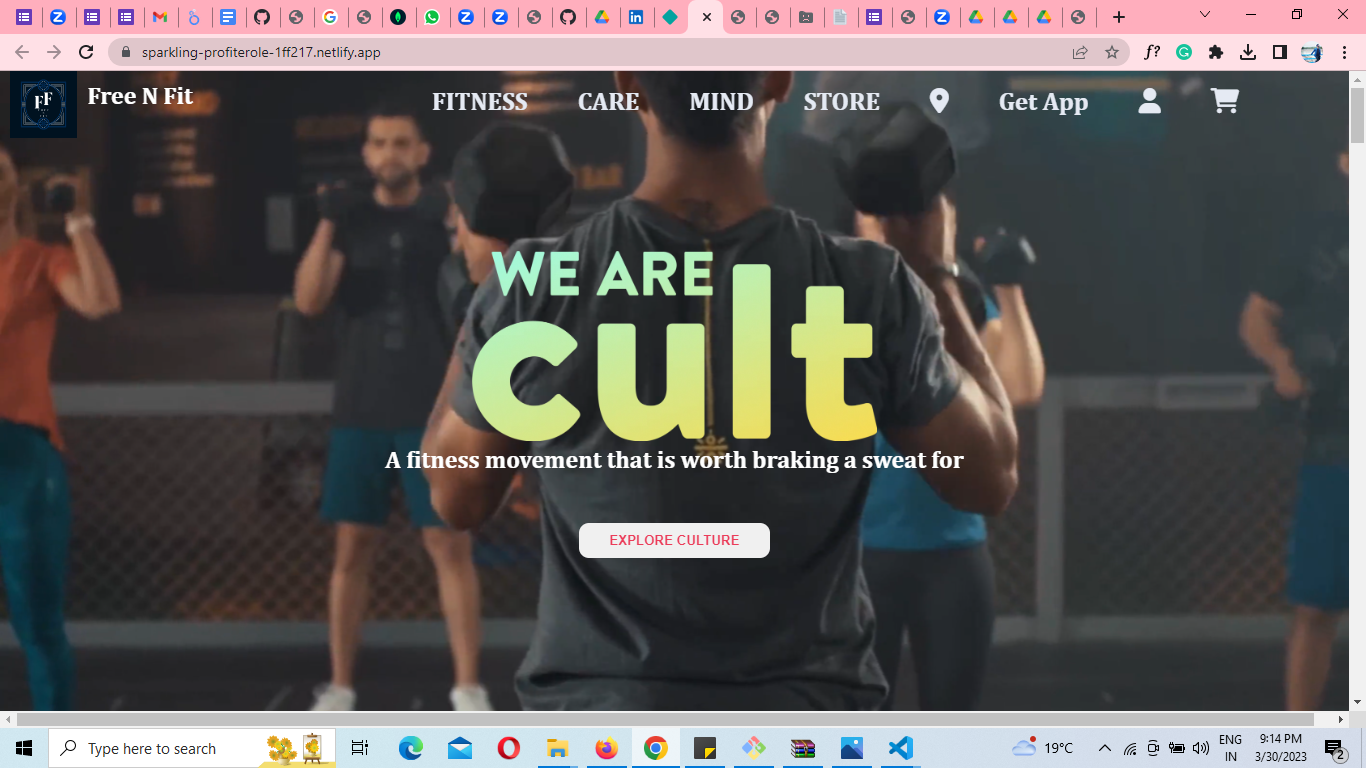 sparkling-profiterole-1ff217.netlify.app
f?
FF
Free N Fit
FITNESS CARE MIND STORE Get App
WE ARE
cult
A fitness movement that is worth braking a sweat for
EXPLORE CULTURE
Type here to search
19°C
ENG
IN
9:14 PM
3/30/2023
2